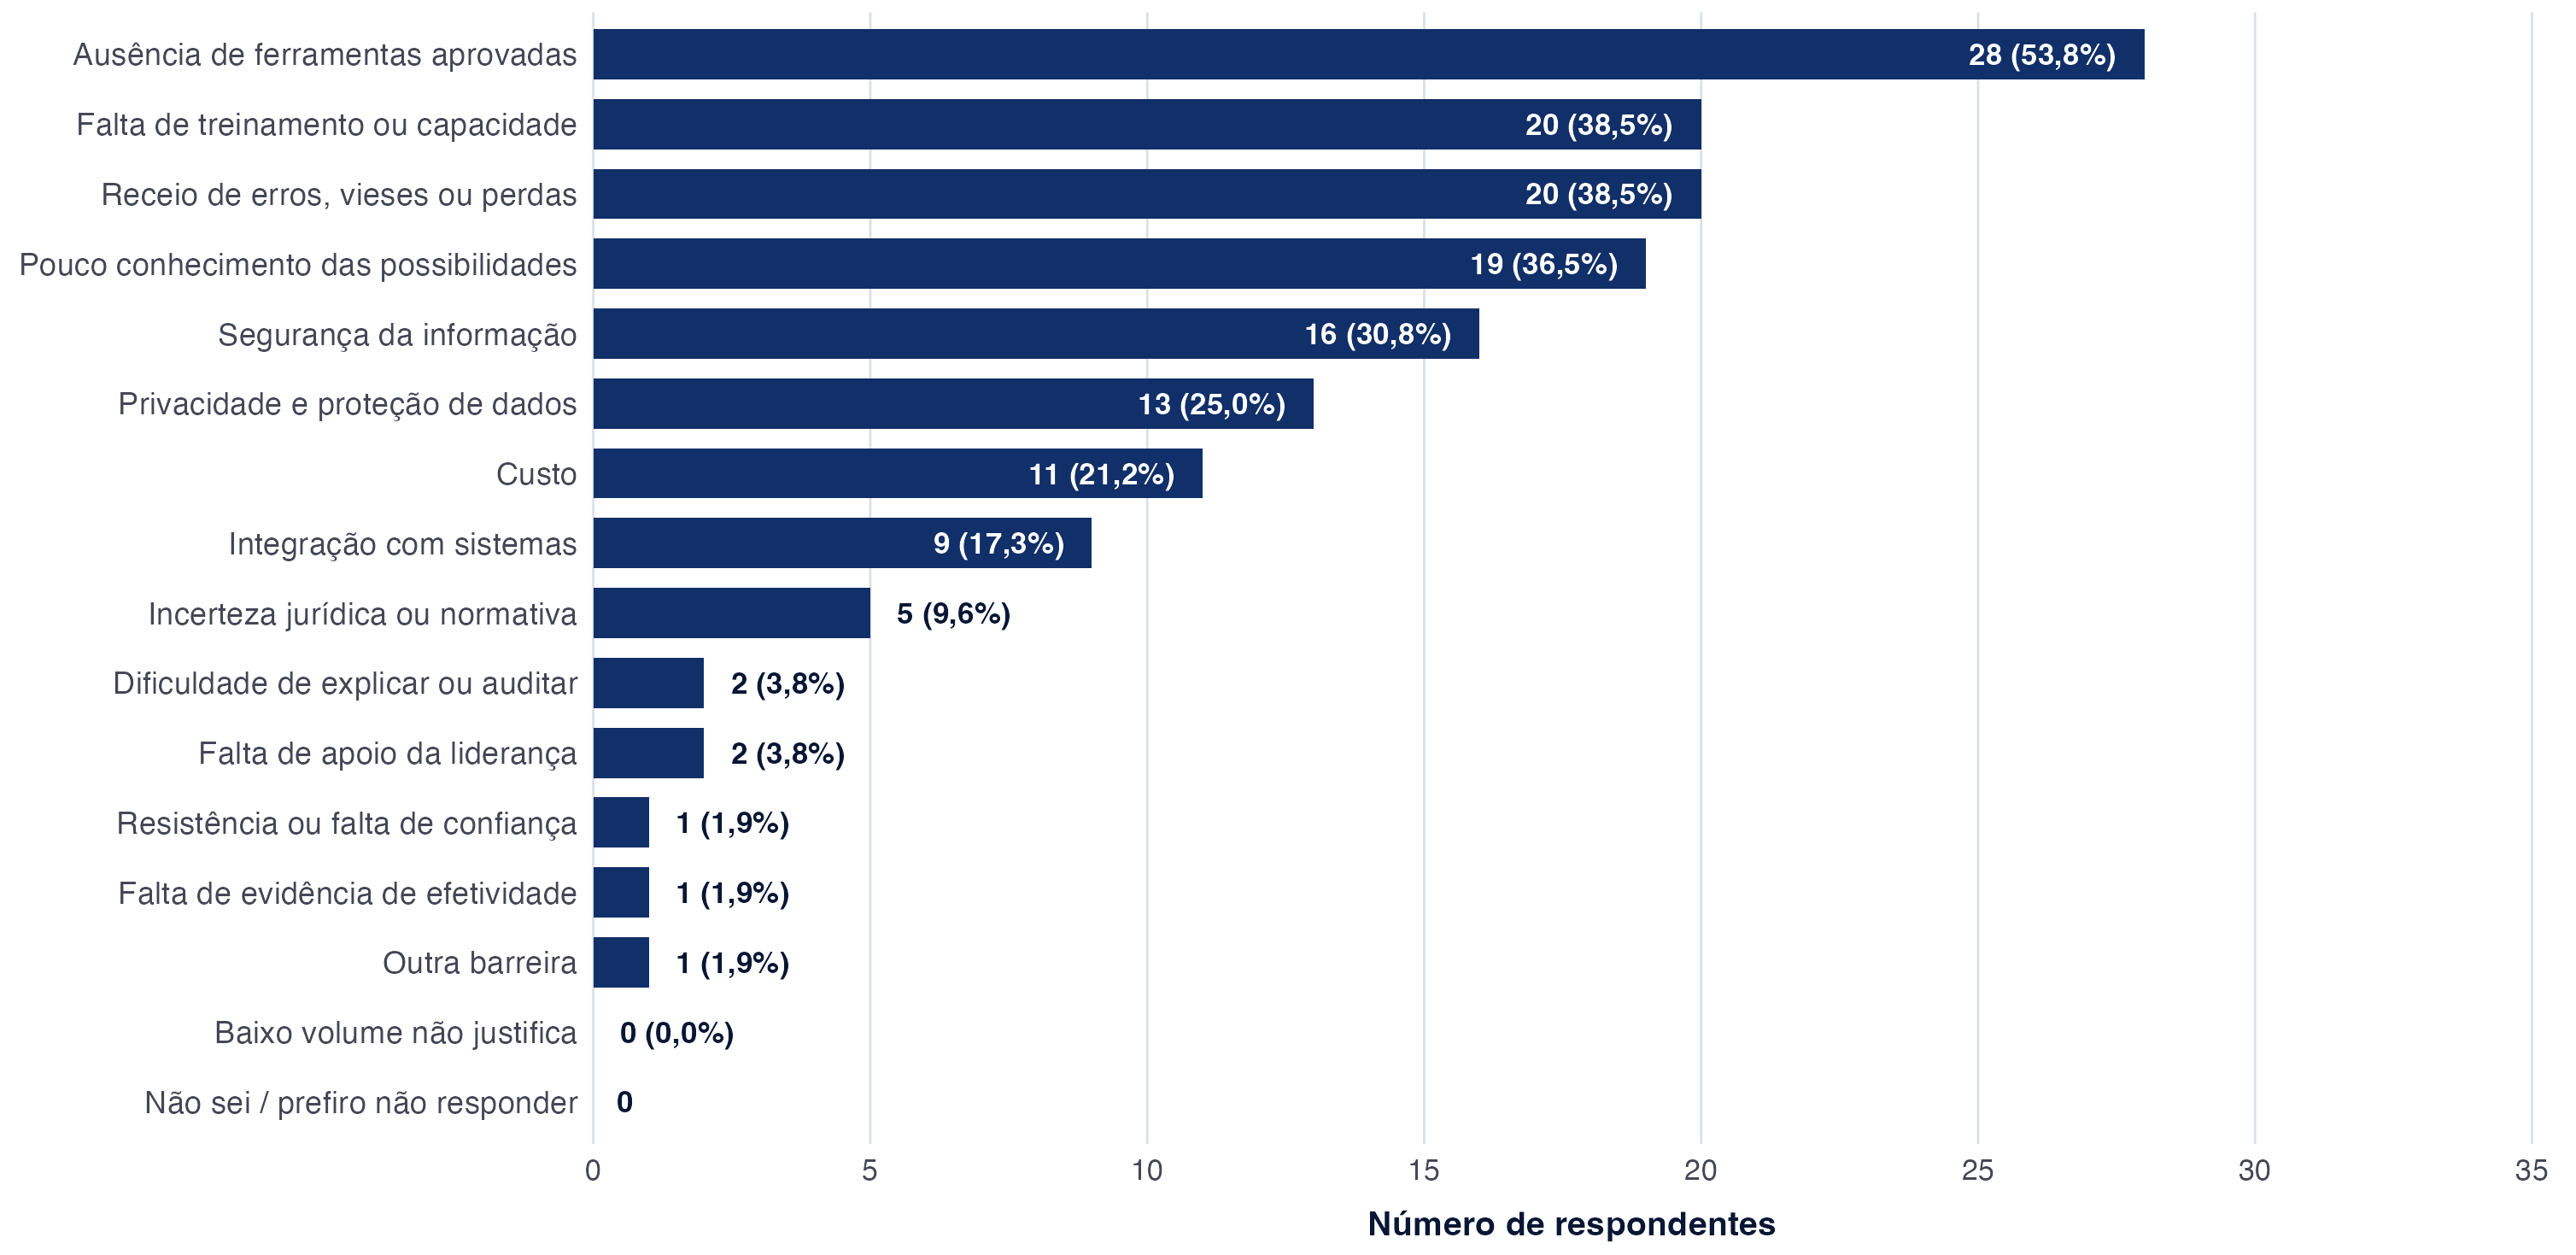 Ausência de ferramentas aprovadas 28 (53,8%)
Falta de treinamento ou capacidade 20 (38,5%)
Receio de erros, vieses ou perdas 20 (38,5%)
Pouco conhecimento das possibilidades 19 (36,5%)
Segurança da informação 16 (30,8%)
Privacidade e proteção de dados 13 (25,0%)
Custo 11 (21,2%)
Integração com sistemas 9 (17,3%)
Incerteza jurídica ou normativa 5 (9,6%)
Dificuldade de explicar ou auditar 2 (3,8%)
Falta de apoio da liderança 2 (3,8%)
Resistência ou falta de confiança 1 (1,9%)
Falta de evidência de efetividade 1 (1,9%)
Outra barreira 1 (1,9%)
Baixo volume não justifica 0 (0,0%)
Não sei / prefiro não responder 0
0 5 10 15 20 25 30 35
Número de respondentes